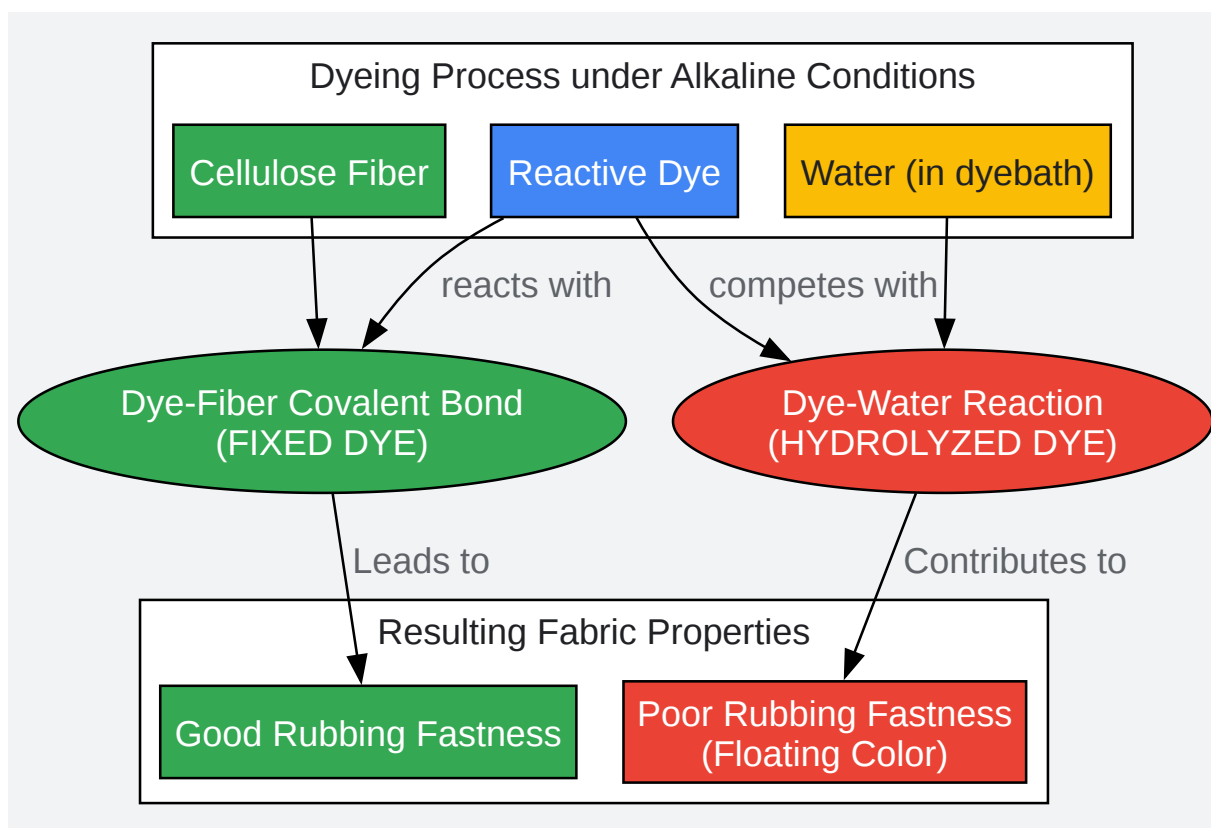 Dyeing Process under Alkaline Conditions
Cellulose Fiber
Reactive Dye
Water (in dyebath)
reacts with
competes with
Dye-Fiber Covalent Bond
(FIXED DYE)
Dye-Water Reaction
(HYDROLYZED DYE)
Leads to
Contributes to
Resulting Fabric Properties
Good Rubbing Fastness
Poor Rubbing Fastness
(Floating Color)